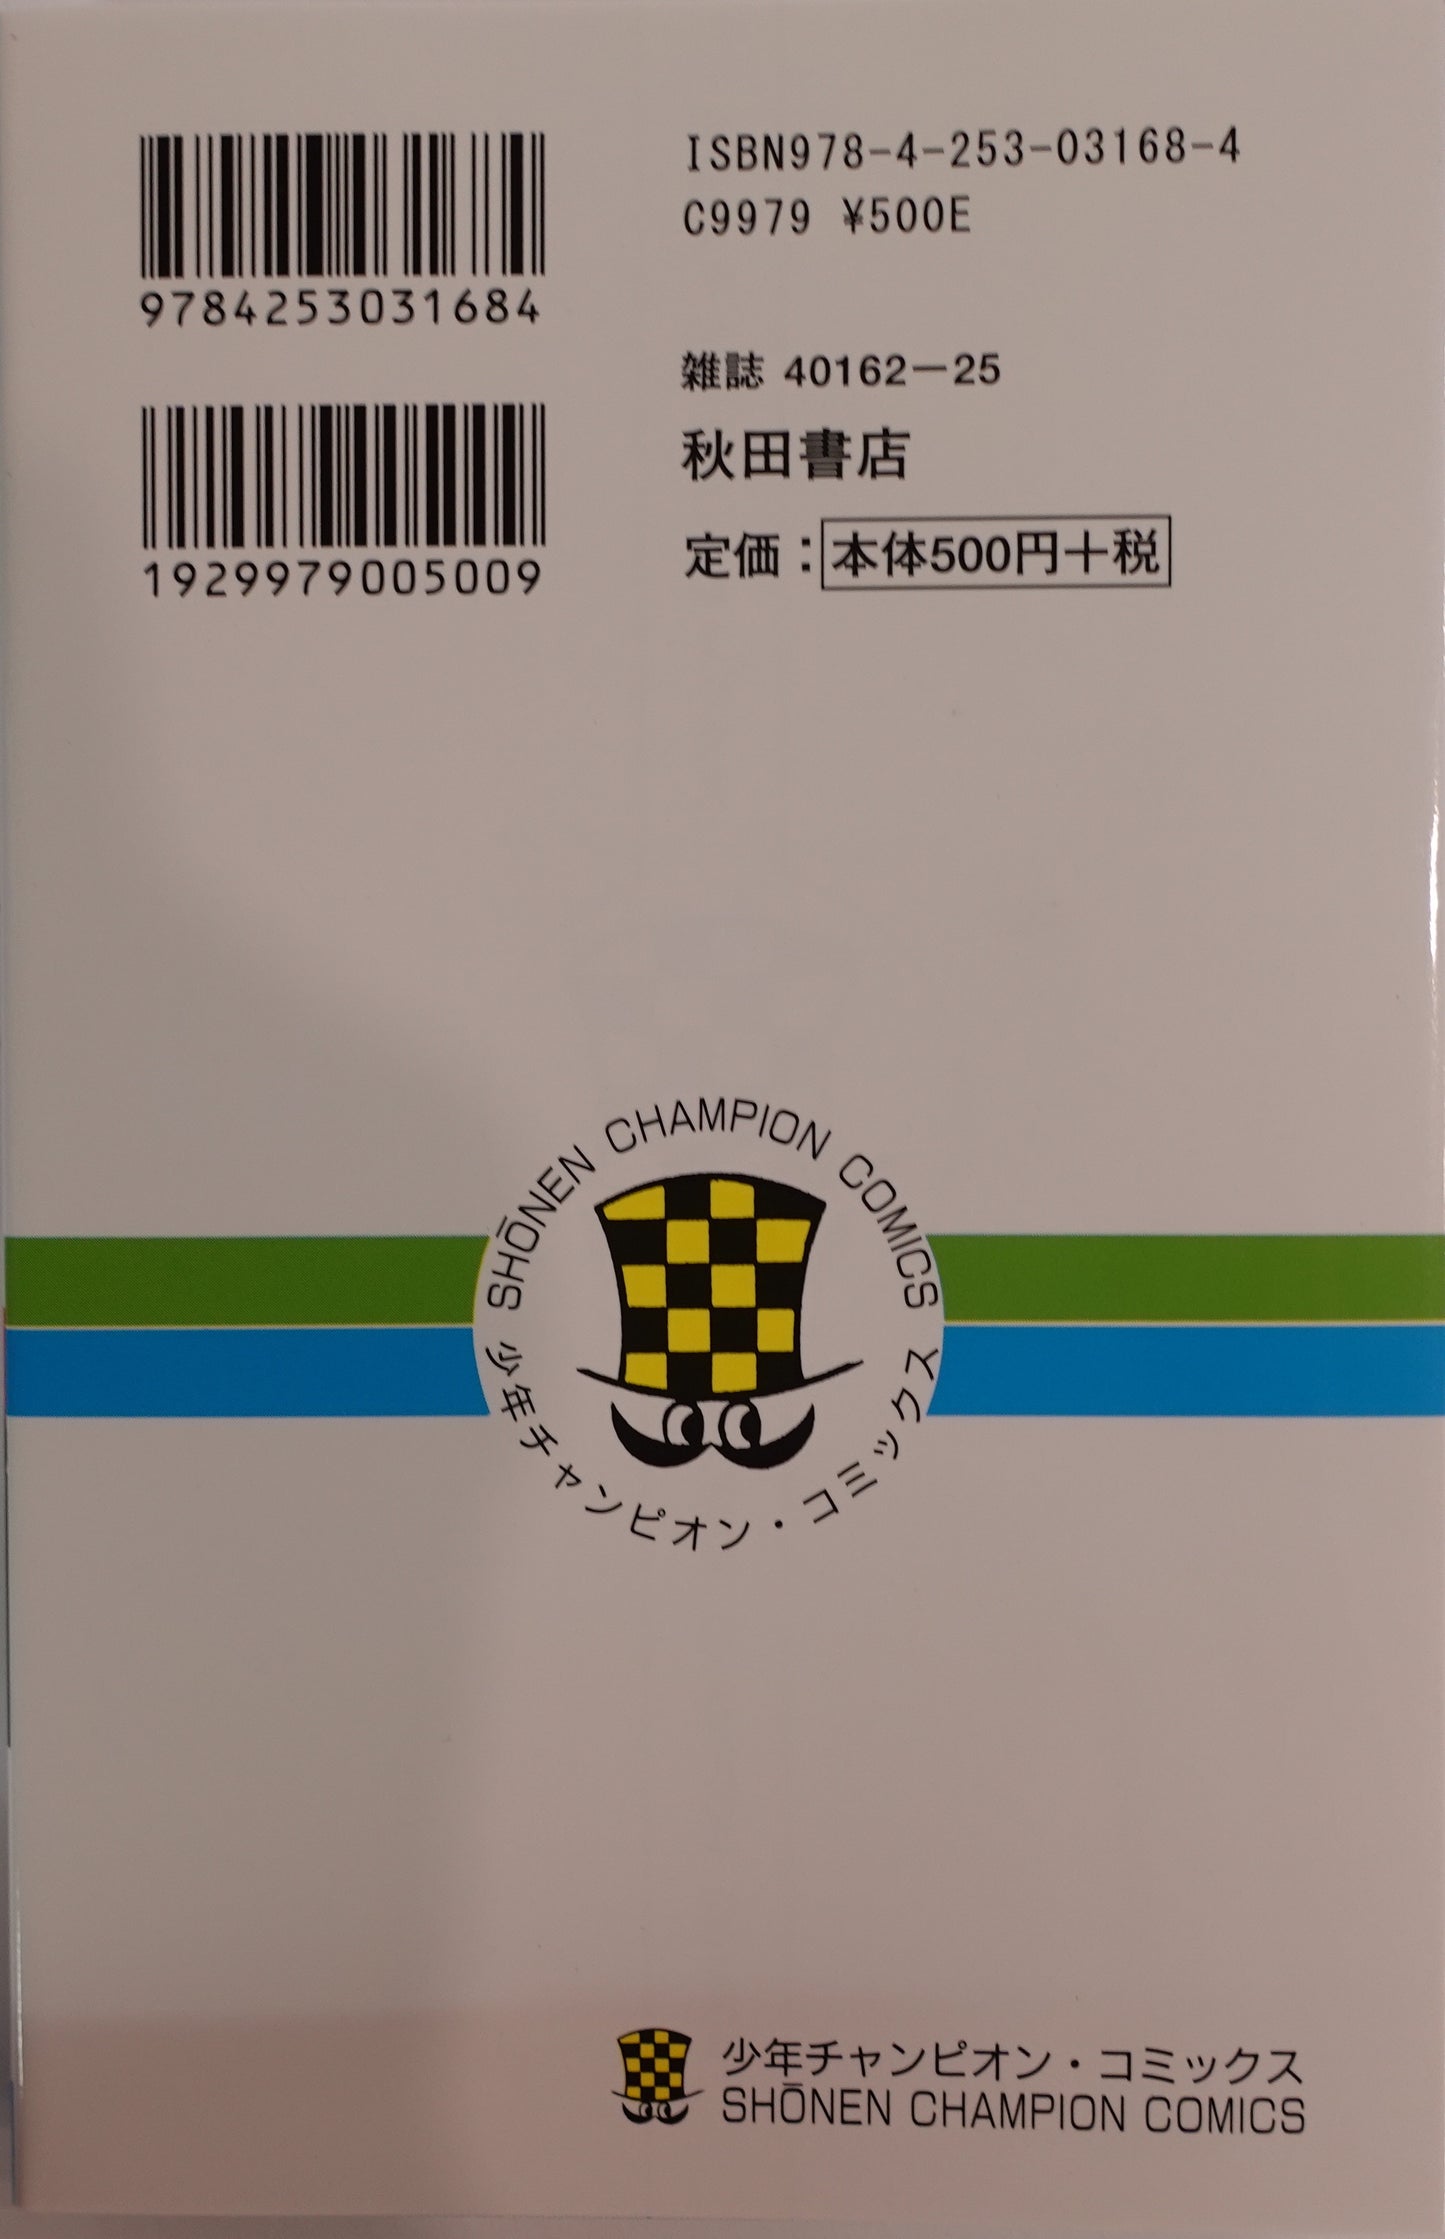 ISBN978-4-253-03168-4
C9979 ¥500E
9784253031684
雑誌 40162-25
秋田書店
定価：本体500円+税
1929979005009
SHŌNEN CHAMPION COMICS
少年チャンピオン・コミックス
少年チャンピオン・コミックス
SHŌNEN CHAMPION COMICS